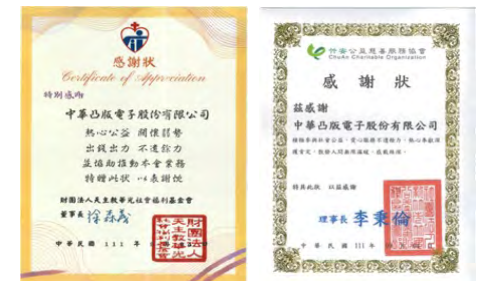 感謝狀
Certificate of Appreciation
特別感謝
中華凸版電子股份有限公司
熱心公益 關懷弱勢
出錢出力 不遺餘力
並協助推動本會業務
特贈此狀 以表謝忱
財團法人天主教華光社會福利基金會
董事長
中華民國 111 年
竹安公益慈善服務協會
ChuAn Charitable Organization
感謝狀
茲感謝
中華凸版電子股份有限公司
特具此狀 以茲感謝
理事長 李秉倫
中華民國 111 年